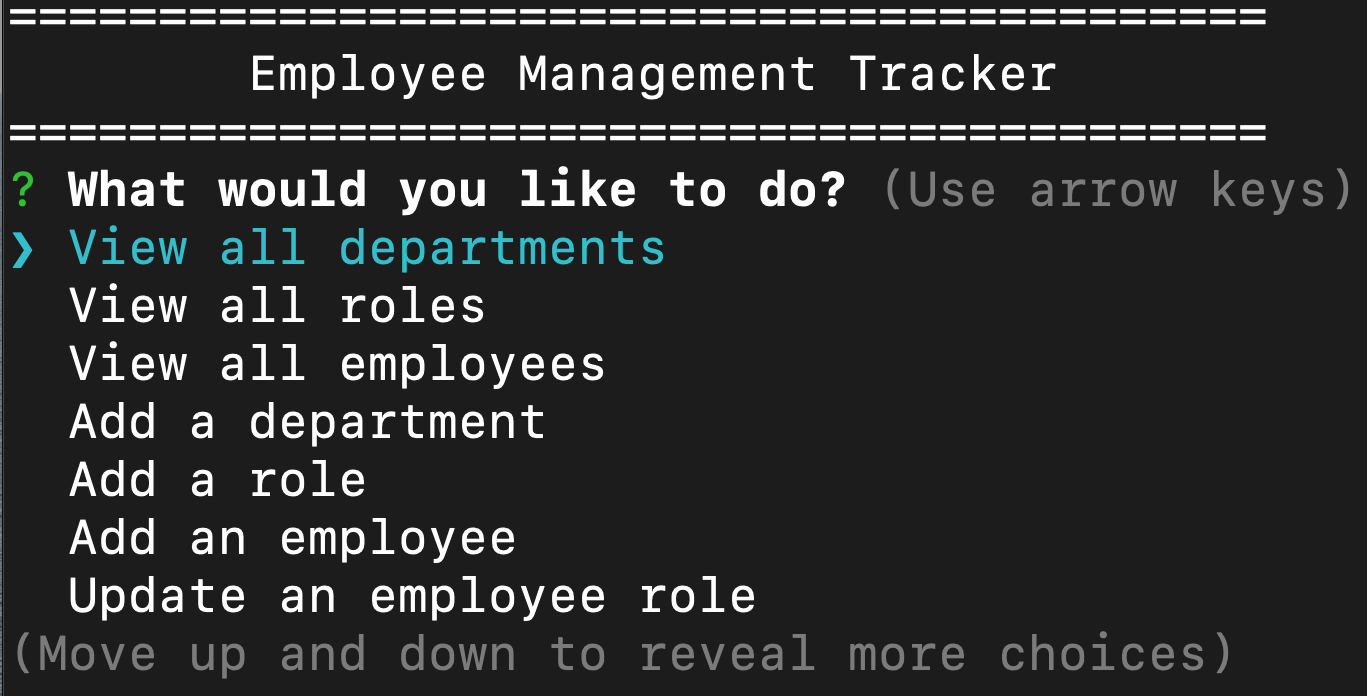 ==========================================
Employee Management Tracker
==========================================
? What would you like to do? (Use arrow keys)
❯ View all departments
View all roles
View all employees
Add a department
Add a role
Add an employee
Update an employee role
(Move up and down to reveal more choices)